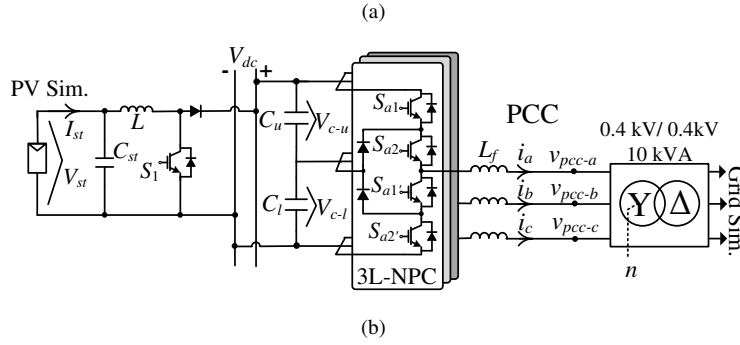 (a)
V_dc
- +
PV Sim.
I_st
L
C_st
V_st
S_1
C_u
V_c-u
C_l
V_c-l
S_a1
S_a2
S_a1'
S_a2'
3L-NPC
PCC
L_f
i_a
v_pcc-a
i_b
v_pcc-b
i_c
v_pcc-c
0.4 kV/ 0.4kV
10 kVA
Y Δ
n
Grid Sim.
(b)